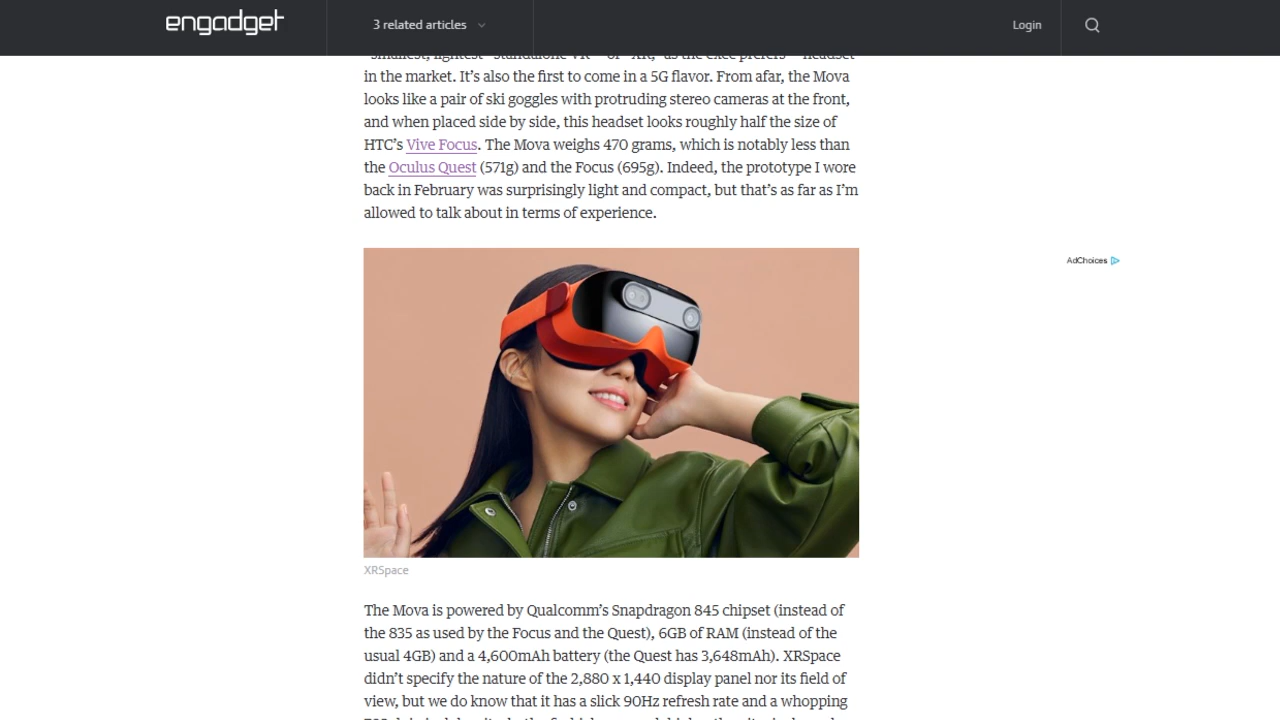 engadget
3 related articles
Login
"smallest, lightest" standalone VR – or "XR," as the exec prefers – headset
in the market. It's also the first to come in a 5G flavor. From afar, the Mova
looks like a pair of ski goggles with protruding stereo cameras at the front,
and when placed side by side, this headset looks roughly half the size of
HTC's Vive Focus. The Mova weighs 470 grams, which is notably less than
the Oculus Quest (571g) and the Focus (695g). Indeed, the prototype I wore
back in February was surprisingly light and compact, but that's as far as I'm
allowed to talk about in terms of experience.
AdChoices
XRSpace
The Mova is powered by Qualcomm's Snapdragon 845 chipset (instead of
the 835 as used by the Focus and the Quest), 6GB of RAM (instead of the
usual 4GB) and a 4,600mAh battery (the Quest has 3,648mAh). XRSpace
didn't specify the nature of the 2,880 x 1,440 display panel nor its field of
view, but we do know that it has a slick 90Hz refresh rate and a whopping